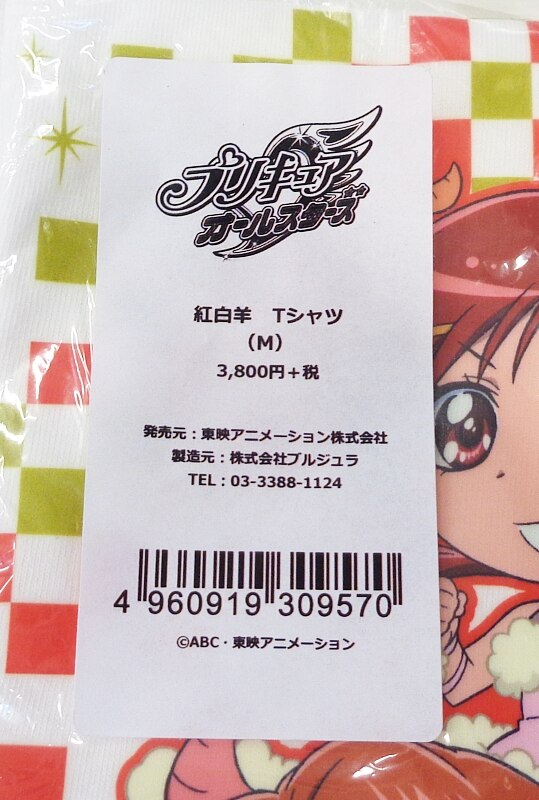 プリキュア
オールスターズ
紅白羊　Tシャツ
（M）
3,800円＋税
発売元：東映アニメーション株式会社
製造元：株式会社ブルジュラ
TEL：03-3388-1124
4 960919 309570
©ABC・東映アニメーション